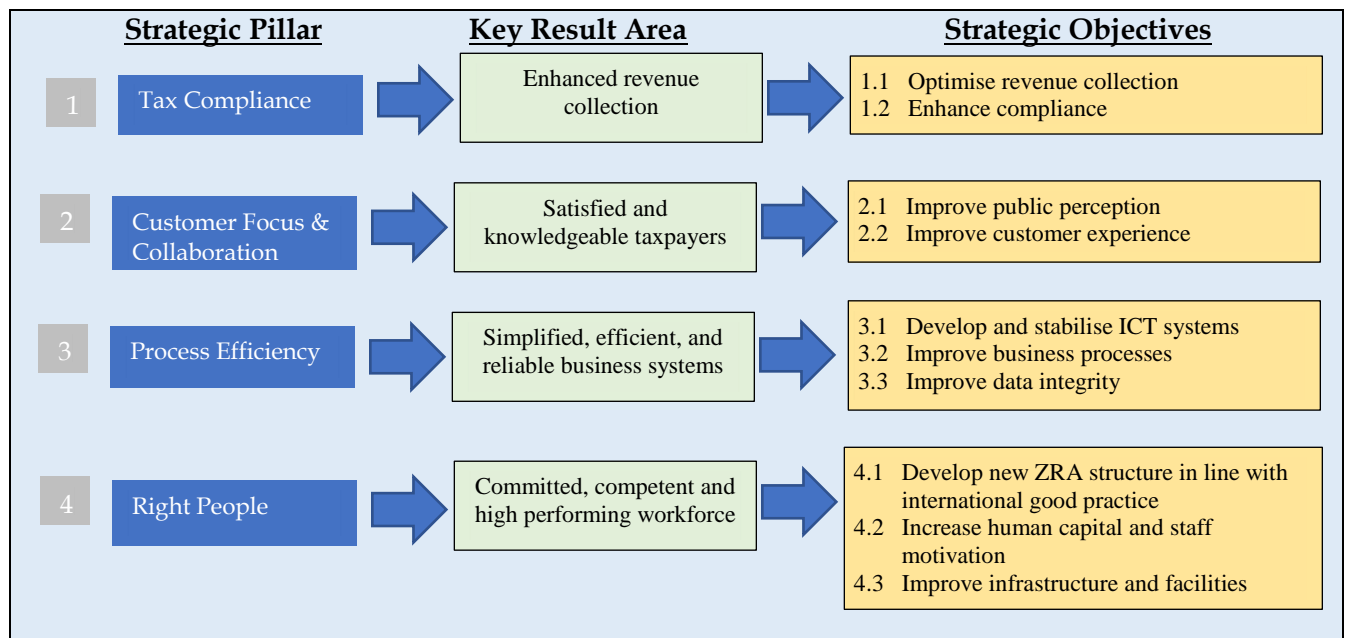 Strategic Pillar Key Result Area Strategic Objectives
1
Tax Compliance
Enhanced revenue
collection
1.1 Optimise revenue collection
1.2 Enhance compliance
2
Customer Focus &
Collaboration
Satisfied and
knowledgeable taxpayers
2.1 Improve public perception
2.2 Improve customer experience
3
Process Efficiency
Simplified, efficient, and
reliable business systems
3.1 Develop and stabilise ICT systems
3.2 Improve business processes
3.3 Improve data integrity
4
Right People
Committed, competent and
high performing workforce
4.1 Develop new ZRA structure in line with
international good practice
4.2 Increase human capital and staff
motivation
4.3 Improve infrastructure and facilities